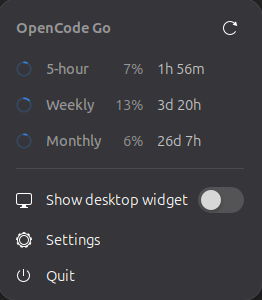 OpenCode Go
5-hour 7% 1h 56m
Weekly 13% 3d 20h
Monthly 6% 26d 7h
Show desktop widget
Settings
Quit